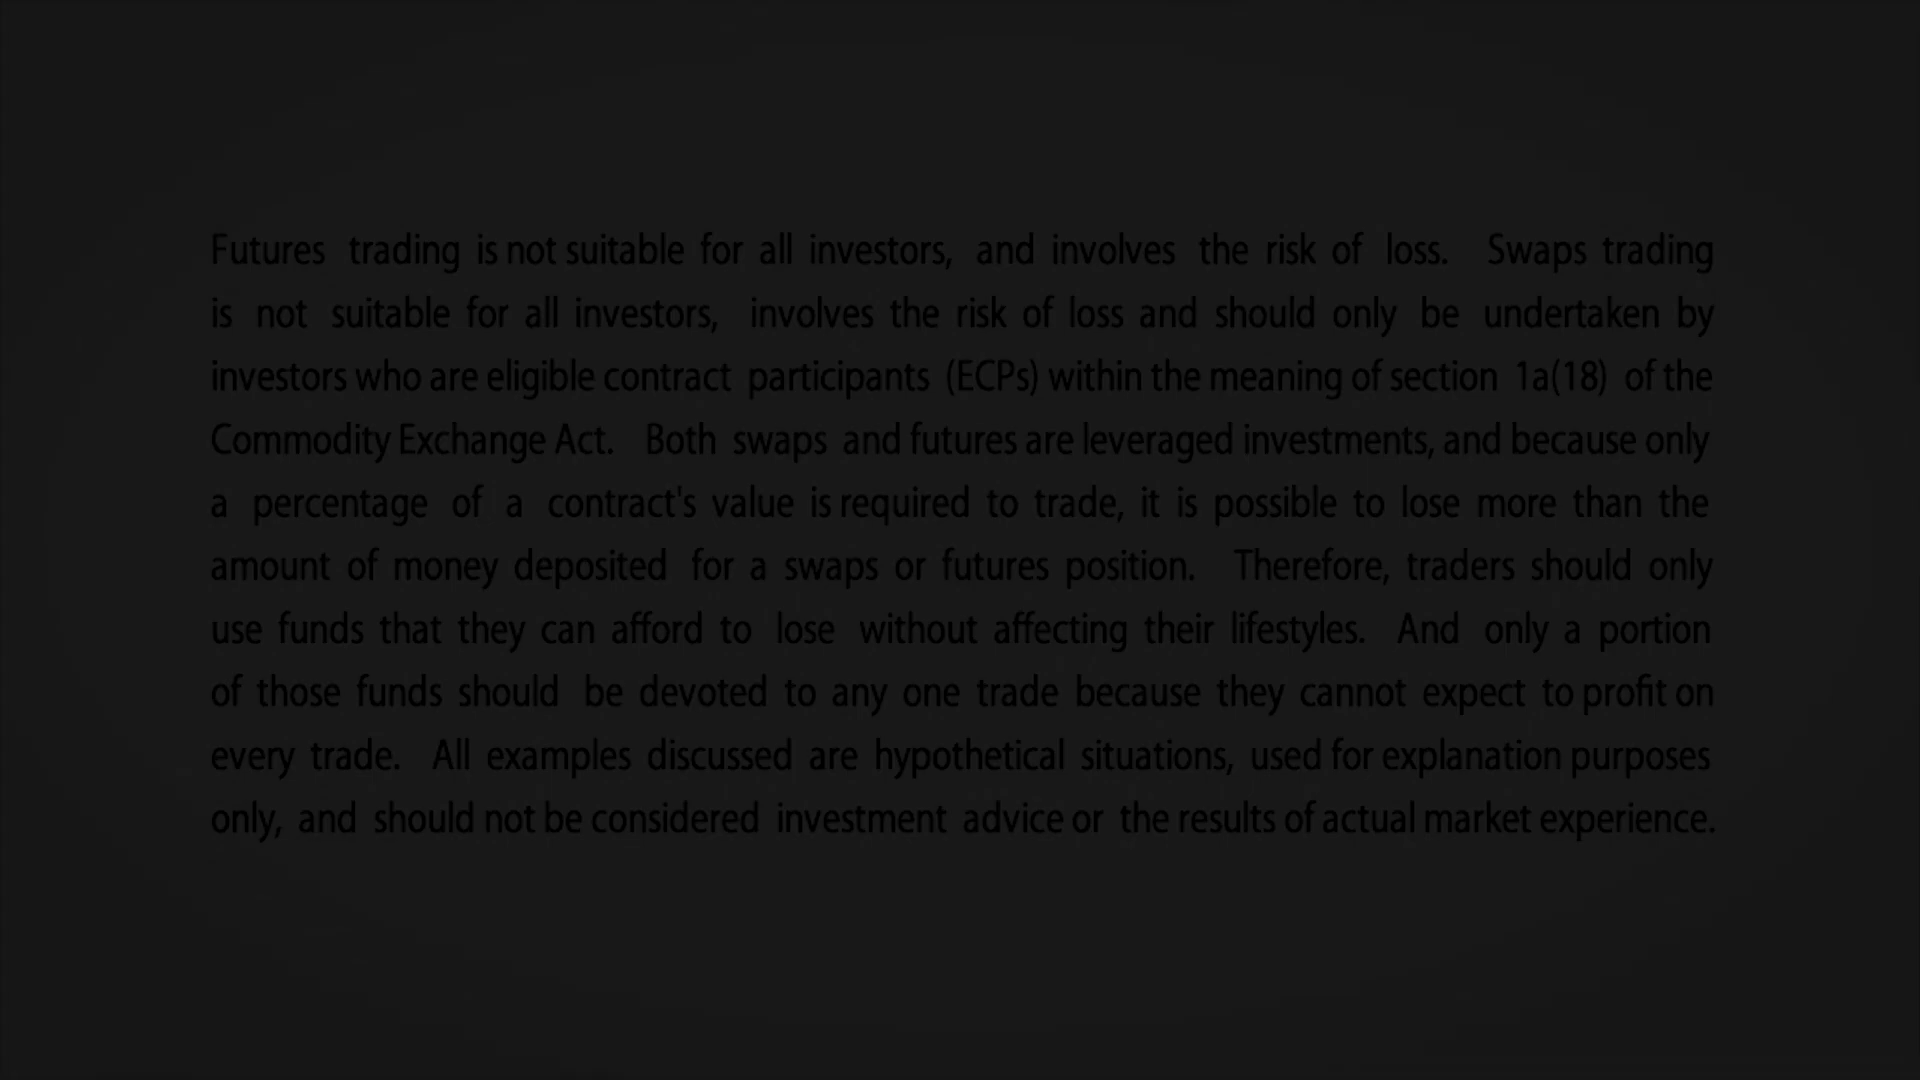 Futures trading is not suitable for all investors, and involves the risk of loss. Swaps trading
is not suitable for all investors, involves the risk of loss and should only be undertaken by
investors who are eligible contract participants (ECPs) within the meaning of section 1a(18) of the
Commodity Exchange Act. Both swaps and futures are leveraged investments, and because only
a percentage of a contract's value is required to trade, it is possible to lose more than the
amount of money deposited for a swaps or futures position. Therefore, traders should only
use funds that they can afford to lose without affecting their lifestyles. And only a portion
of those funds should be devoted to any one trade because they cannot expect to profit on
every trade. All examples discussed are hypothetical situations, used for explanation purposes
only, and should not be considered investment advice or the results of actual market experience.